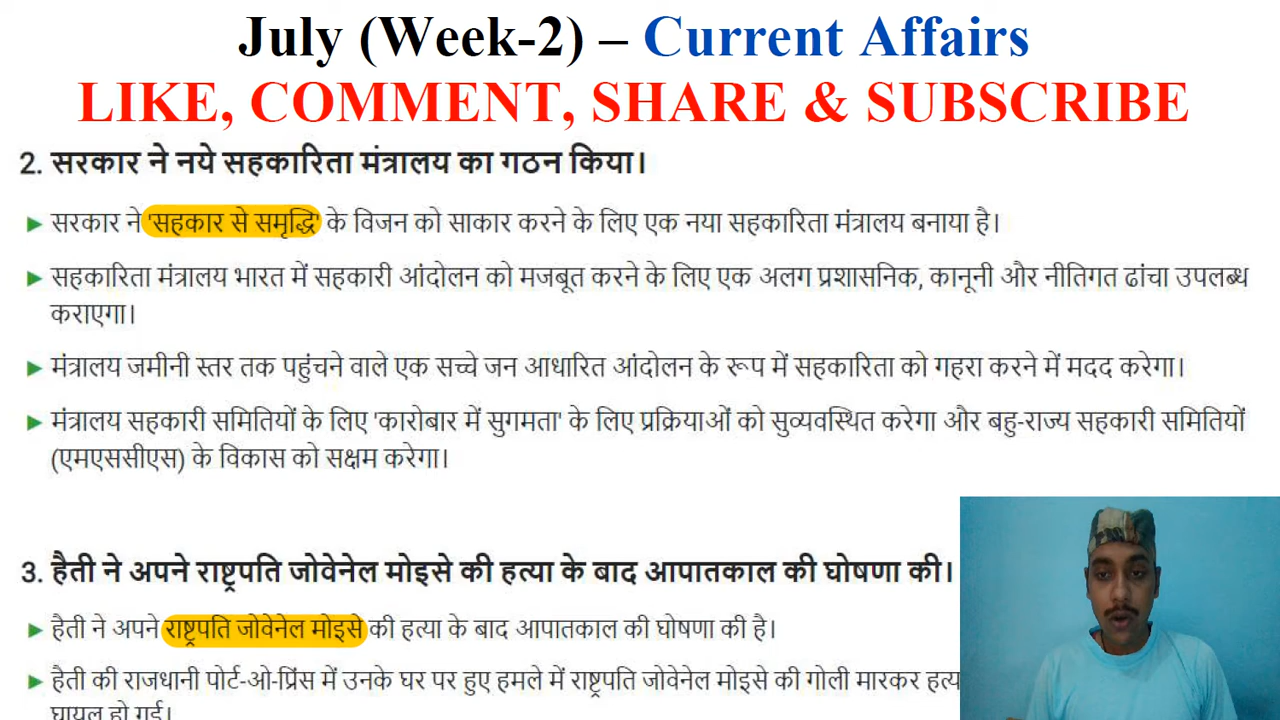 July (Week-2) – Current Affairs
LIKE, COMMENT, SHARE & SUBSCRIBE
2. सरकार ने नये सहकारिता मंत्रालय का गठन किया।
► सरकार ने 'सहकार से समृद्धि' के विजन को साकार करने के लिए एक नया सहकारिता मंत्रालय बनाया है।
► सहकारिता मंत्रालय भारत में सहकारी आंदोलन को मजबूत करने के लिए एक अलग प्रशासनिक, कानूनी और नीतिगत ढांचा उपलब्ध
कराएगा।
► मंत्रालय जमीनी स्तर तक पहुंचने वाले एक सच्चे जन आधारित आंदोलन के रूप में सहकारिता को गहरा करने में मदद करेगा।
► मंत्रालय सहकारी समितियों के लिए 'कारोबार में सुगमता' के लिए प्रक्रियाओं को सुव्यवस्थित करेगा और बहु-राज्य सहकारी समितियों
(एमएससीएस) के विकास को सक्षम करेगा।
3. हैती ने अपने राष्ट्रपति जोवेनेल मोइसे की हत्या के बाद आपातकाल की घोषणा की।
► हैती ने अपने राष्ट्रपति जोवेनेल मोइसे की हत्या के बाद आपातकाल की घोषणा की है।
► हैती की राजधानी पोर्ट-ओ-प्रिंस में उनके घर पर हुए हमले में राष्ट्रपति जोवेनेल मोइसे की गोली मारकर
घायल हो गई।